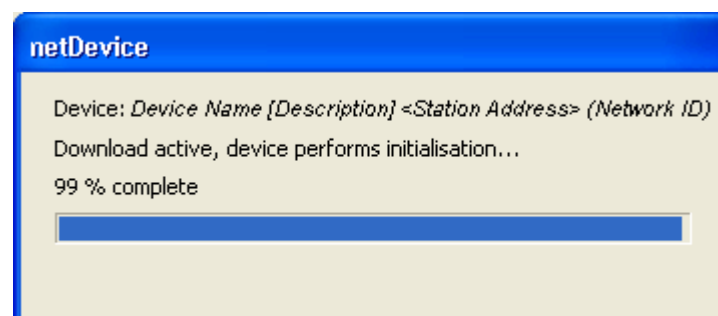 netDevice
Device: Device Name [Description] <Station Address> (Network ID)
Download active, device performs initialisation...
99 % complete